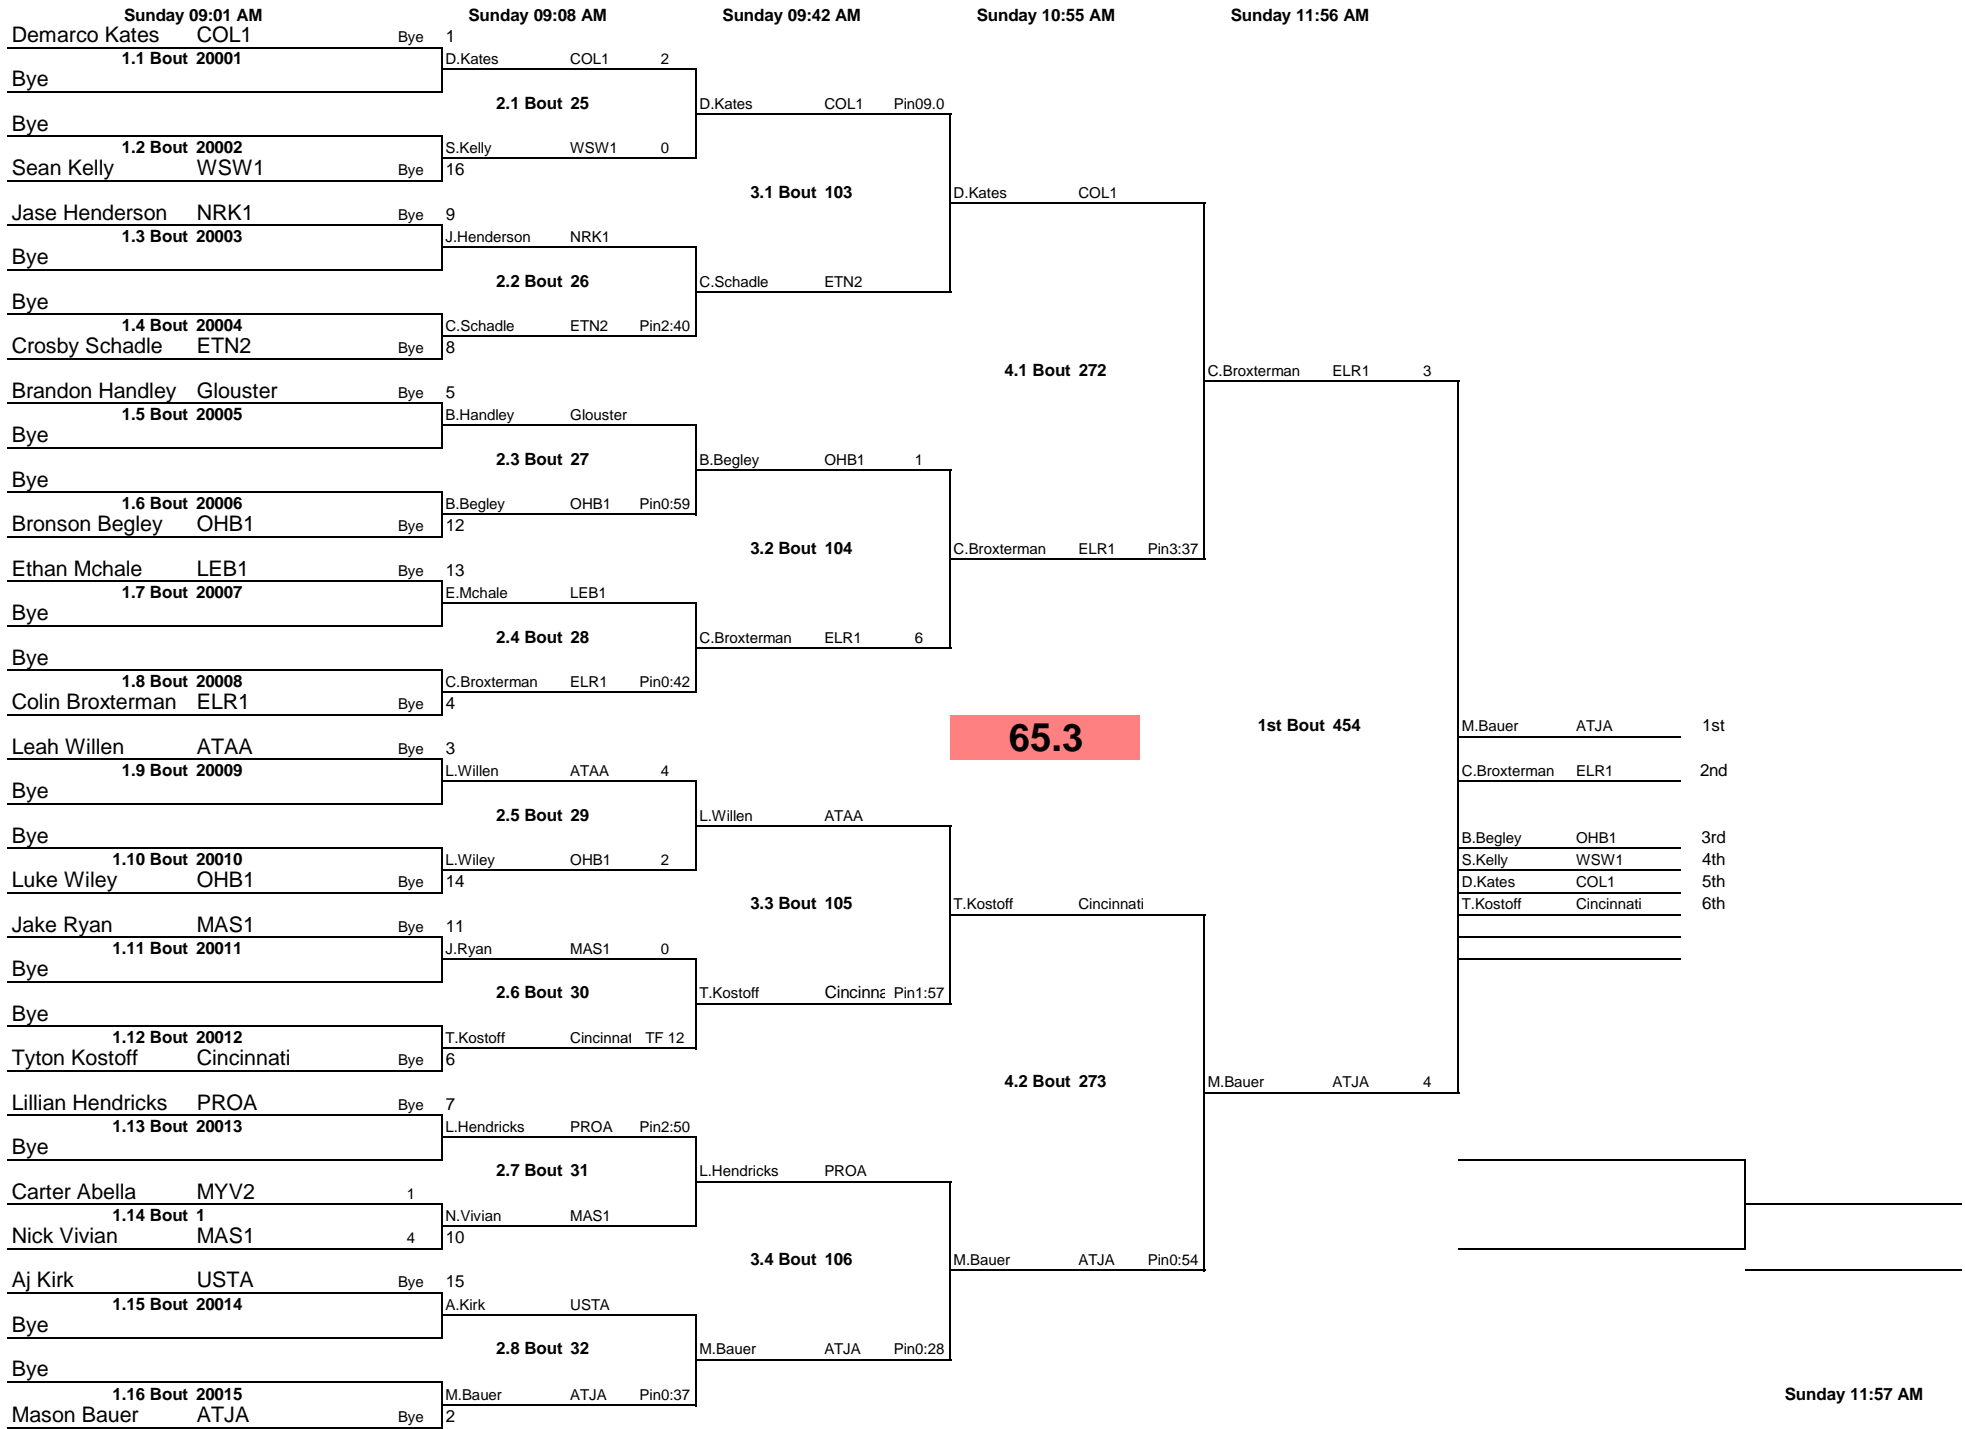 Sunday 09:01 AM Sunday 09:08 AM Sunday 09:42 AM Sunday 10:55 AM Sunday 11:56 AM
Demarco Kates COL1 Bye 1
1.1 Bout 20001 D.Kates COL1 2
Bye
2.1 Bout 25 D.Kates COL1 Pin09.0
Bye
1.2 Bout 20002 S.Kelly WSW1 0
Sean Kelly WSW1 Bye 16
3.1 Bout 103 D.Kates COL1
Jase Henderson NRK1 Bye 9
1.3 Bout 20003 J.Henderson NRK1
Bye
2.2 Bout 26 C.Schadle ETN2
Bye
1.4 Bout 20004 C.Schadle ETN2 Pin2:40
Crosby Schadle ETN2 Bye 8
4.1 Bout 272 C.Broxterman ELR1 3
Brandon Handley Glouster Bye 5
1.5 Bout 20005 B.Handley Glouster
Bye
2.3 Bout 27 B.Begley OHB1 1
Bye
1.6 Bout 20006 B.Begley OHB1 Pin0:59
Bronson Begley OHB1 Bye 12
3.2 Bout 104 C.Broxterman ELR1 Pin3:37
Ethan Mchale LEB1 Bye 13
1.7 Bout 20007 E.Mchale LEB1
Bye
2.4 Bout 28 C.Broxterman ELR1 6
Bye
1.8 Bout 20008 C.Broxterman ELR1 Pin0:42
Colin Broxterman ELR1 Bye 4
65.3 1st Bout 454 M.Bauer ATJA 1st
Leah Willen ATAA Bye 3
1.9 Bout 20009 L.Willen ATAA 4 C.Broxterman ELR1 2nd
Bye
2.5 Bout 29 L.Willen ATAA
Bye B.Begley OHB1 3rd
1.10 Bout 20010 L.Wiley OHB1 2 S.Kelly WSW1 4th
Luke Wiley OHB1 Bye 14 D.Kates COL1 5th
3.3 Bout 105 T.Kostoff Cincinnati T.Kostoff Cincinnati 6th
Jake Ryan MAS1 Bye 11
1.11 Bout 20011 J.Ryan MAS1 0
Bye
2.6 Bout 30 T.Kostoff Cincinna Pin1:57
Bye
1.12 Bout 20012 T.Kostoff Cincinnat TF 12
Tyton Kostoff Cincinnati Bye 6
4.2 Bout 273 M.Bauer ATJA 4
Lillian Hendricks PROA Bye 7
1.13 Bout 20013 L.Hendricks PROA Pin2:50
Bye
2.7 Bout 31 L.Hendricks PROA
Carter Abella MYV2 1
1.14 Bout 1 N.Vivian MAS1
Nick Vivian MAS1 4 10
3.4 Bout 106 M.Bauer ATJA Pin0:54
Aj Kirk USTA Bye 15
1.15 Bout 20014 A.Kirk USTA
Bye
2.8 Bout 32 M.Bauer ATJA Pin0:28
Bye
1.16 Bout 20015 M.Bauer ATJA Pin0:37 Sunday 11:57 AM
Mason Bauer ATJA Bye 2